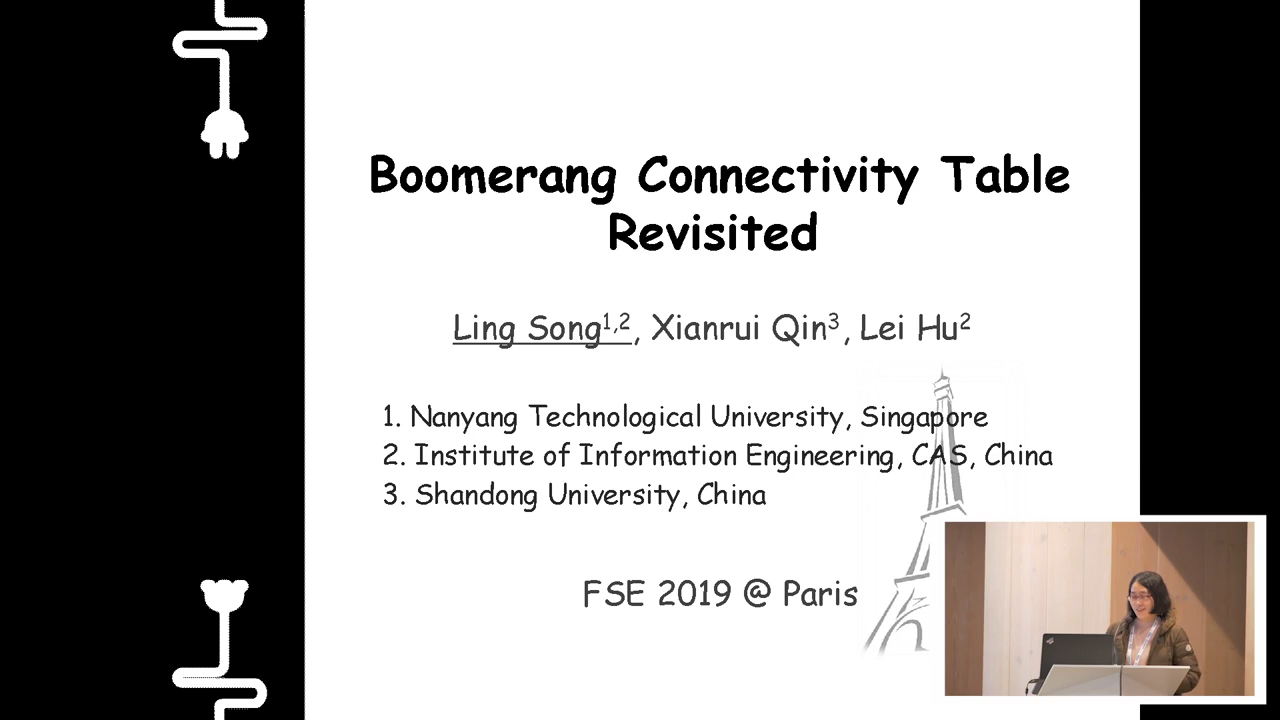 Boomerang Connectivity Table
Revisited
Ling Song1,2, Xianrui Qin3, Lei Hu2
1. Nanyang Technological University, Singapore
2. Institute of Information Engineering, CAS, China
3. Shandong University, China
FSE 2019 @ Paris